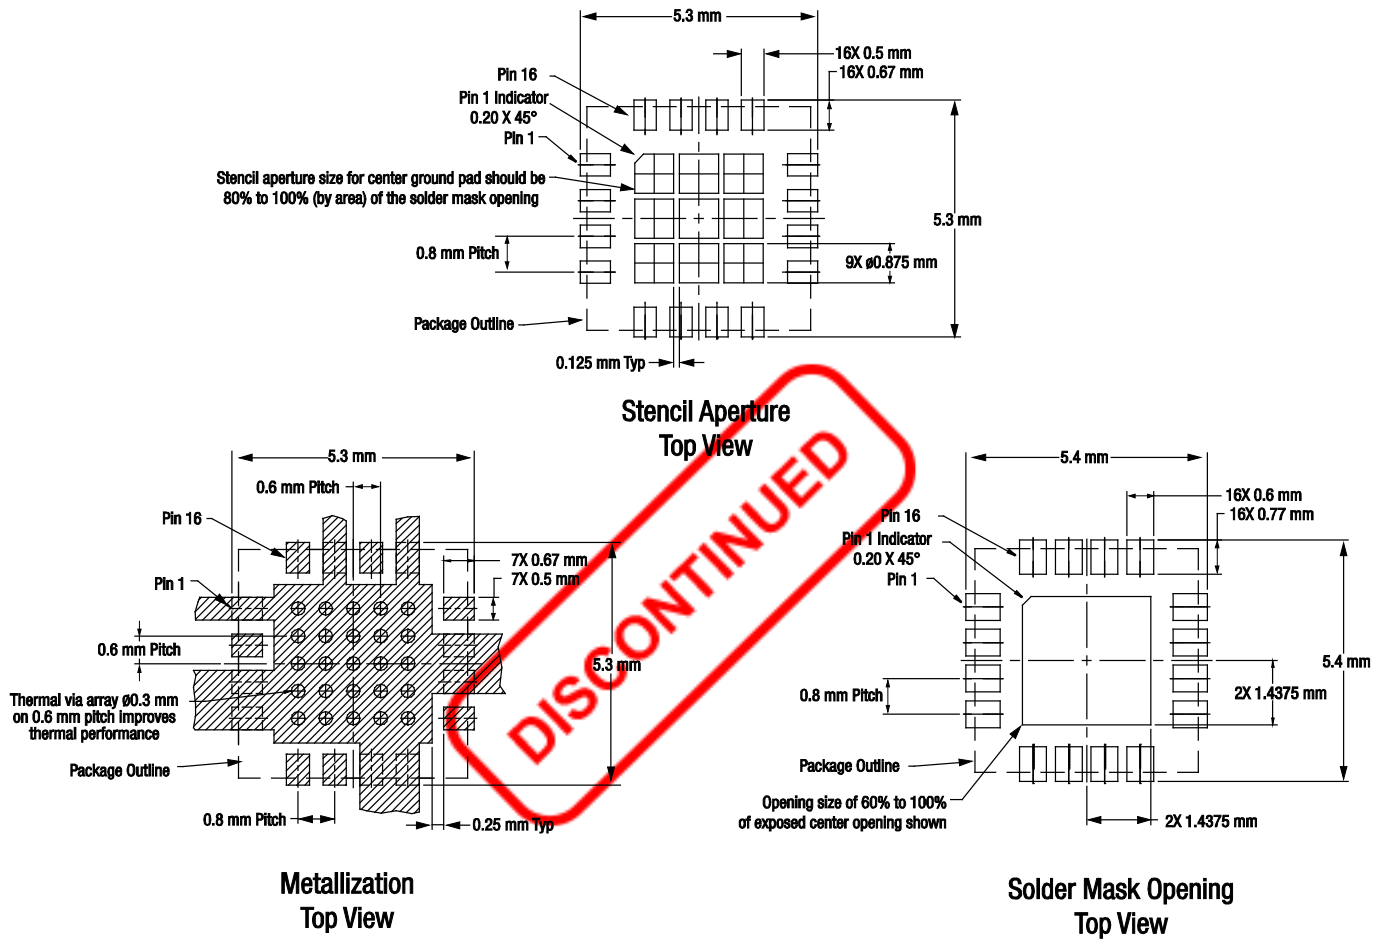 5.3 mm
16X 0.5 mm
16X 0.67 mm
Pin 16
Pin 1 Indicator
0.20 X 45°
Pin 1
Stencil aperture size for center ground pad should be
80% to 100% (by area) of the solder mask opening
5.3 mm
0.8 mm Pitch
9X ø0.875 mm
Package Outline
0.125 mm Typ
Stencil Aperture
Top View
DISCONTINUED
5.3 mm
0.6 mm Pitch
Pin 16
7X 0.67 mm
7X 0.5 mm
Pin 1
0.6 mm Pitch
5.3 mm
Thermal via array ø0.3 mm
on 0.6 mm pitch improves
thermal performance
Package Outline
0.8 mm Pitch
0.25 mm Typ
Metallization
Top View
5.4 mm
16X 0.6 mm
16X 0.77 mm
Pin 16
Pin 1 Indicator
0.20 X 45°
Pin 1
5.4 mm
0.8 mm Pitch
2X 1.4375 mm
Package Outline
Opening size of 60% to 100%
of exposed center opening shown
2X 1.4375 mm
Solder Mask Opening
Top View